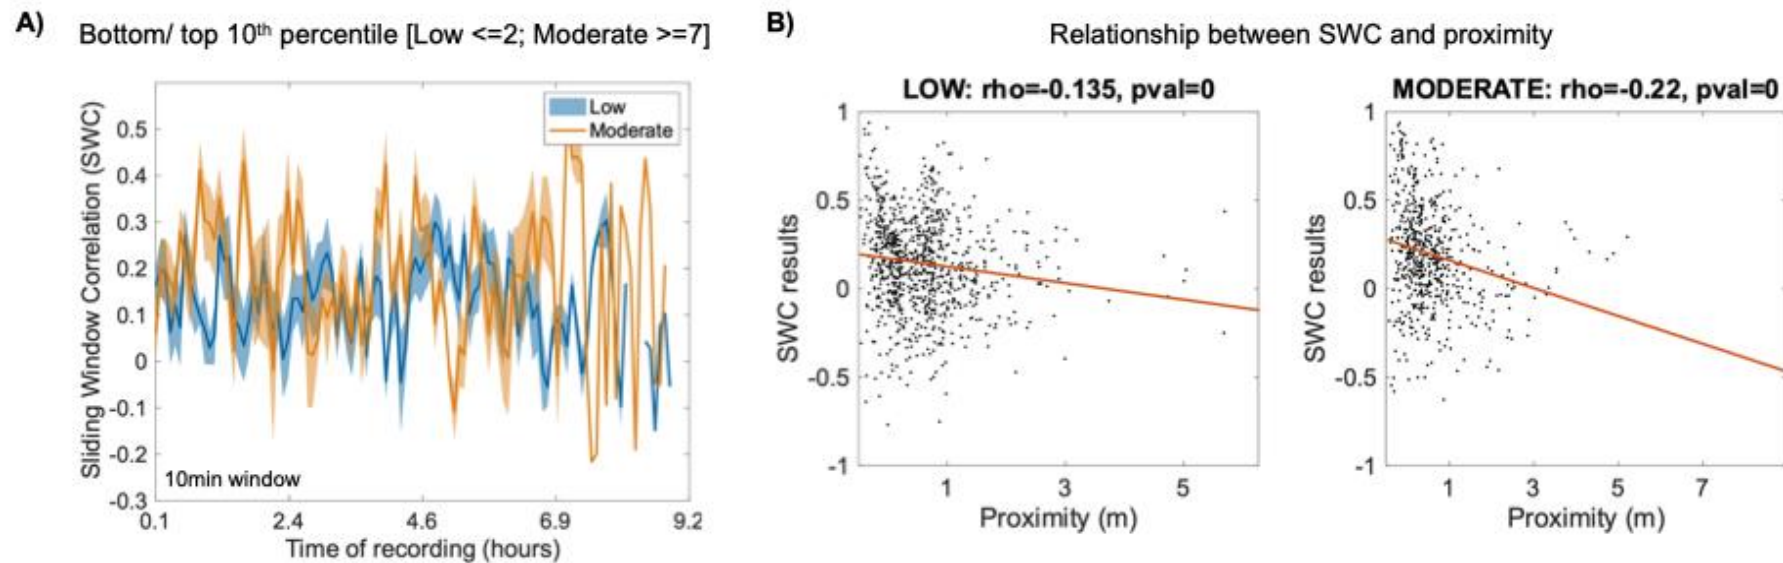 A) Bottom/ top 10th percentile [Low <=2; Moderate >=7]
Low
Moderate
Sliding Window Correlation (SWC)
0.5
0.4
0.3
0.2
0.1
0
-0.1
-0.2
-0.3
10min window
0.1 2.4 4.6 6.9 9.2
Time of recording (hours)
B) Relationship between SWC and proximity
LOW: rho=-0.135, pval=0
SWC results
1
0.5
0
-0.5
-1
1 3 5
Proximity (m)
MODERATE: rho=-0.22, pval=0
SWC results
1
0.5
0
-0.5
-1
1 3 5 7
Proximity (m)